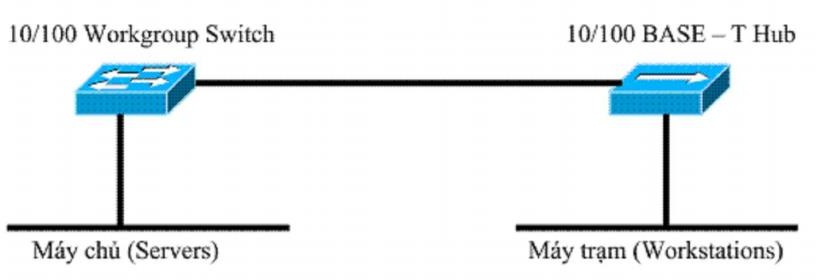 10/100 Workgroup Switch
10/100 BASE – T Hub
Máy chủ (Servers)
Máy trạm (Workstations)